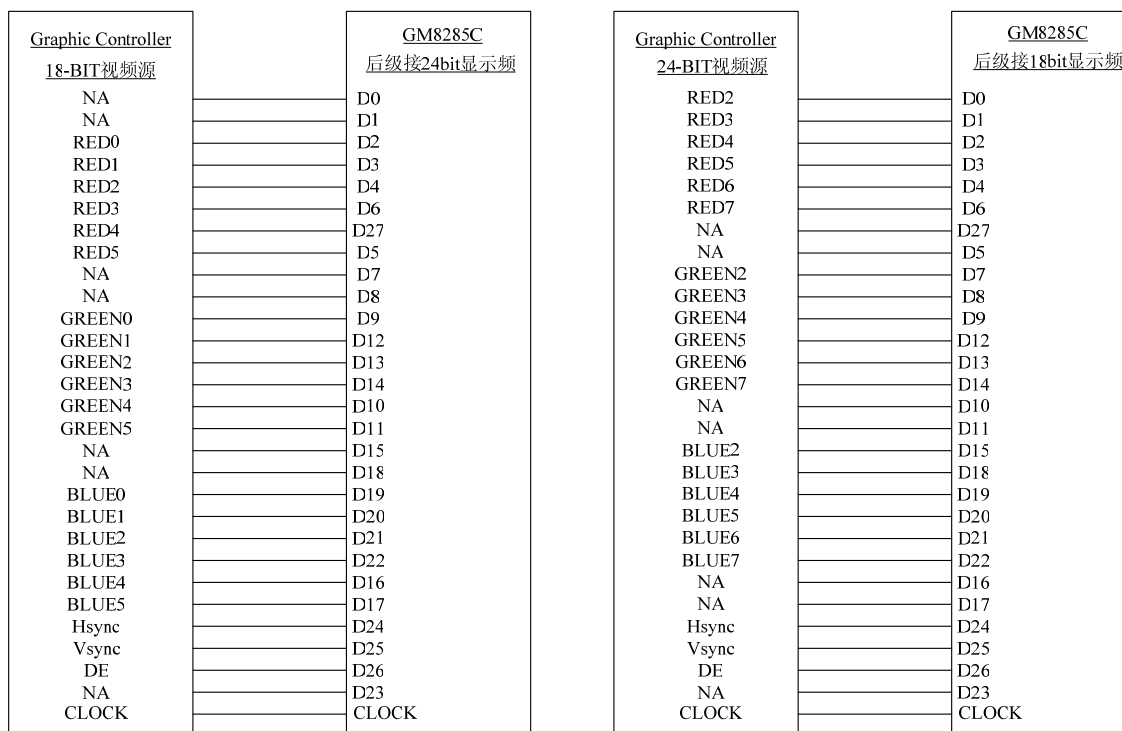 Graphic Controller
18-BIT视频源
NA
NA
RED0
RED1
RED2
RED3
RED4
RED5
NA
NA
GREEN0
GREEN1
GREEN2
GREEN3
GREEN4
GREEN5
NA
NA
BLUE0
BLUE1
BLUE2
BLUE3
BLUE4
BLUE5
Hsync
Vsync
DE
NA
CLOCK
GM8285C
后级接24bit显示频
D0
D1
D2
D3
D4
D6
D27
D5
D7
D8
D9
D12
D13
D14
D10
D11
D15
D18
D19
D20
D21
D22
D16
D17
D24
D25
D26
D23
CLOCK
Graphic Controller
24-BIT视频源
RED2
RED3
RED4
RED5
RED6
RED7
NA
NA
GREEN2
GREEN3
GREEN4
GREEN5
GREEN6
GREEN7
NA
NA
BLUE2
BLUE3
BLUE4
BLUE5
BLUE6
BLUE7
NA
NA
Hsync
Vsync
DE
NA
CLOCK
GM8285C
后级接18bit显示频
D0
D1
D2
D3
D4
D6
D27
D5
D7
D8
D9
D12
D13
D14
D10
D11
D15
D18
D19
D20
D21
D22
D16
D17
D24
D25
D26
D23
CLOCK